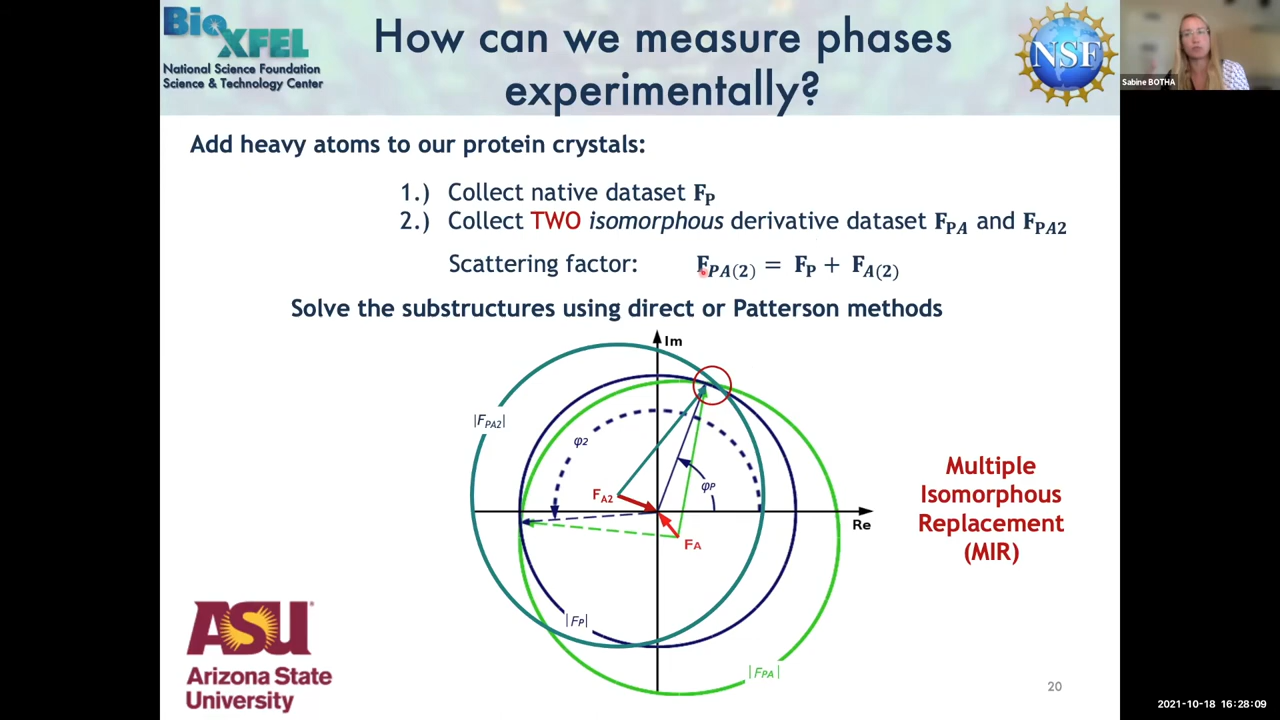 BioXFEL
National Science Foundation
Science & Technology Center
How can we measure phases
experimentally?
NSF
Sabine BOTHA
Add heavy atoms to our protein crystals:
1.) Collect native dataset F_P
2.) Collect TWO isomorphous derivative dataset F_PA and F_PA2
Scattering factor: F_PA(2) = F_P + F_A(2)
Solve the substructures using direct or Patterson methods
Im
|F_PA2|
φ2
φP
F_A2
Re
F_A
|F_P|
|F_PA|
Multiple
Isomorphous
Replacement
(MIR)
ASU
Arizona State
University
20
2021-10-18 16:28:09